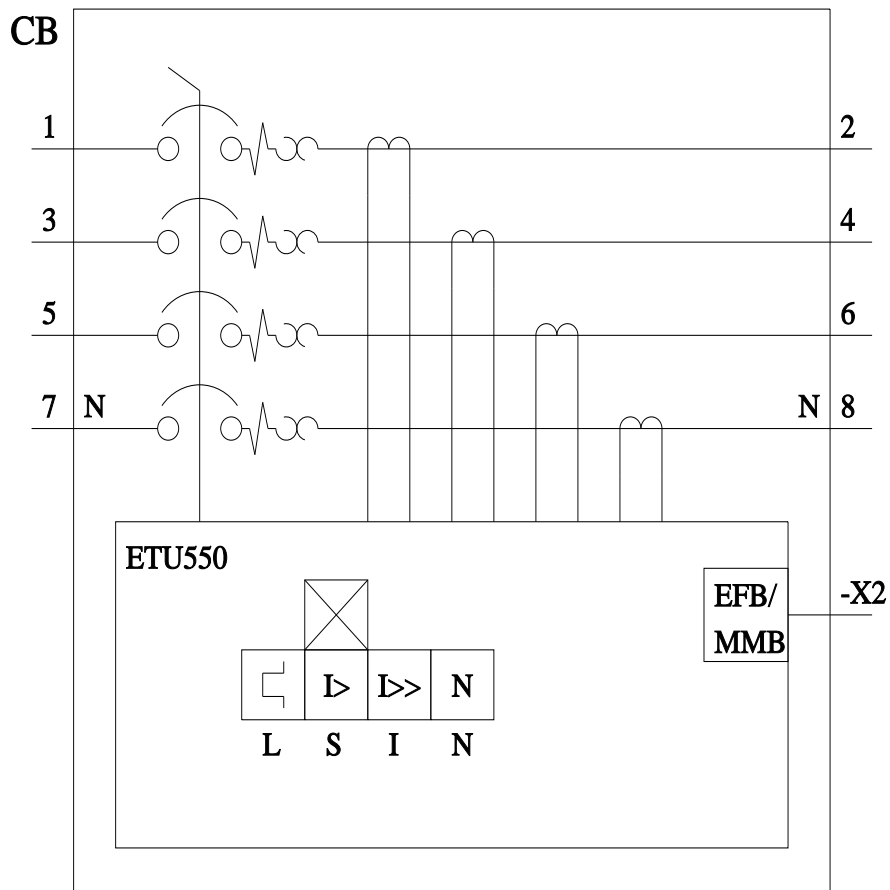 CB
1
2
3
4
5
6
7 N
N 8
ETU550
EFB/
MMB
-X2
I> I>> N
L S I N